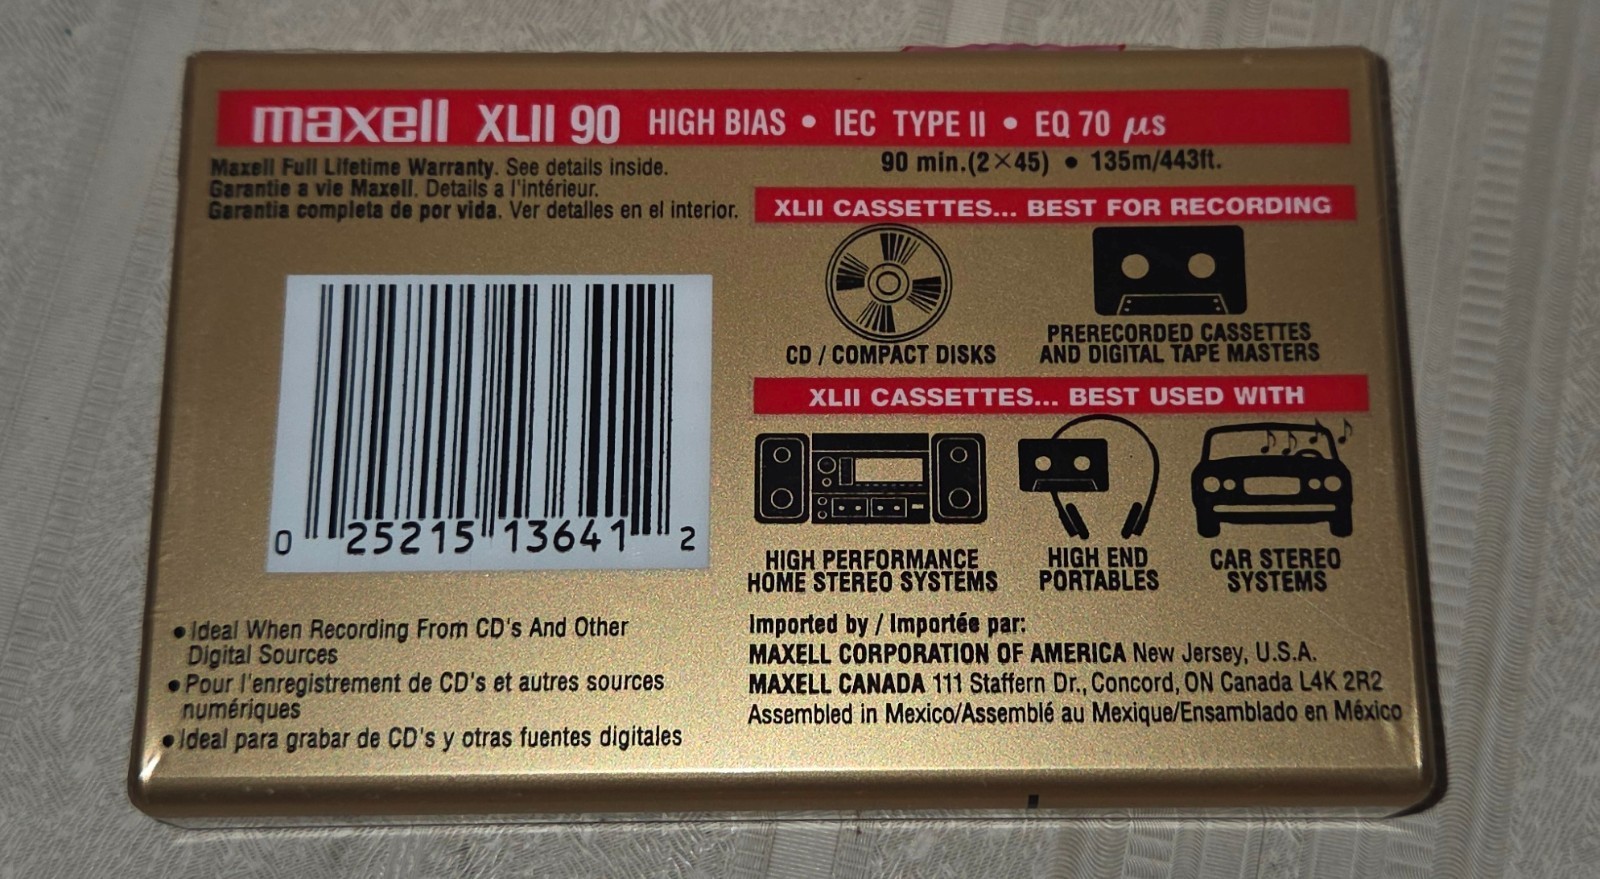 maxell XLII 90 HIGH BIAS • IEC TYPE II • EQ 70 µs
Maxell Full Lifetime Warranty. See details inside.
Garantie a vie Maxell. Details a l'intérieur.
Garantia completa de por vida. Ver detalles en el interior.
90 min.(2×45) • 135m/443ft.
XLII CASSETTES... BEST FOR RECORDING
CD / COMPACT DISKS
PRERECORDED CASSETTES
AND DIGITAL TAPE MASTERS
XLII CASSETTES... BEST USED WITH
HIGH PERFORMANCE
HOME STEREO SYSTEMS
HIGH END
PORTABLES
CAR STEREO
SYSTEMS
0 25215 13641 2
• Ideal When Recording From CD's And Other
Digital Sources
• Pour l'enregistrement de CD's et autres sources
numériques
• Ideal para grabar de CD's y otras fuentes digitales
Imported by / Importée par:
MAXELL CORPORATION OF AMERICA New Jersey, U.S.A.
MAXELL CANADA 111 Staffern Dr., Concord, ON Canada L4K 2R2
Assembled in Mexico/Assemblé au Mexique/Ensamblado en México